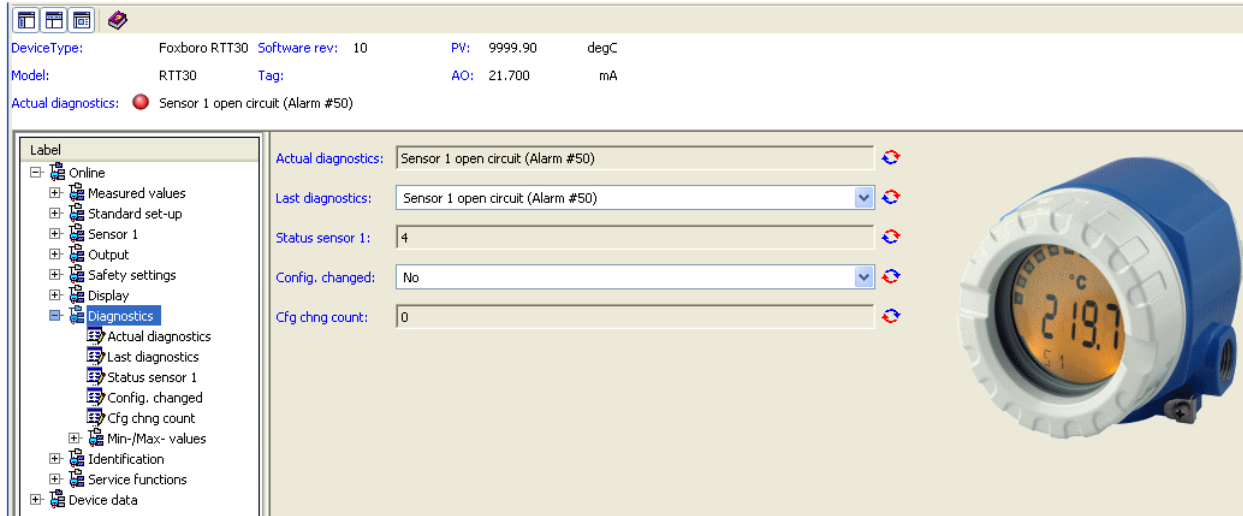 DeviceType: Foxboro RTT30 Software rev: 10 PV: 9999.90 degC
Model: RTT30 Tag: AO: 21.700 mA
Actual diagnostics: Sensor 1 open circuit (Alarm #50)
Label
Online
Measured values
Standard set-up
Sensor 1
Output
Safety settings
Display
Diagnostics
Actual diagnostics
Last diagnostics
Status sensor 1
Config. changed
Cfg chng count
Min-/Max- values
Identification
Service functions
Device data
Actual diagnostics: Sensor 1 open circuit (Alarm #50)
Last diagnostics: Sensor 1 open circuit (Alarm #50)
Status sensor 1: 4
Config. changed: No
Cfg chng count: 0
°C
219.7
S1